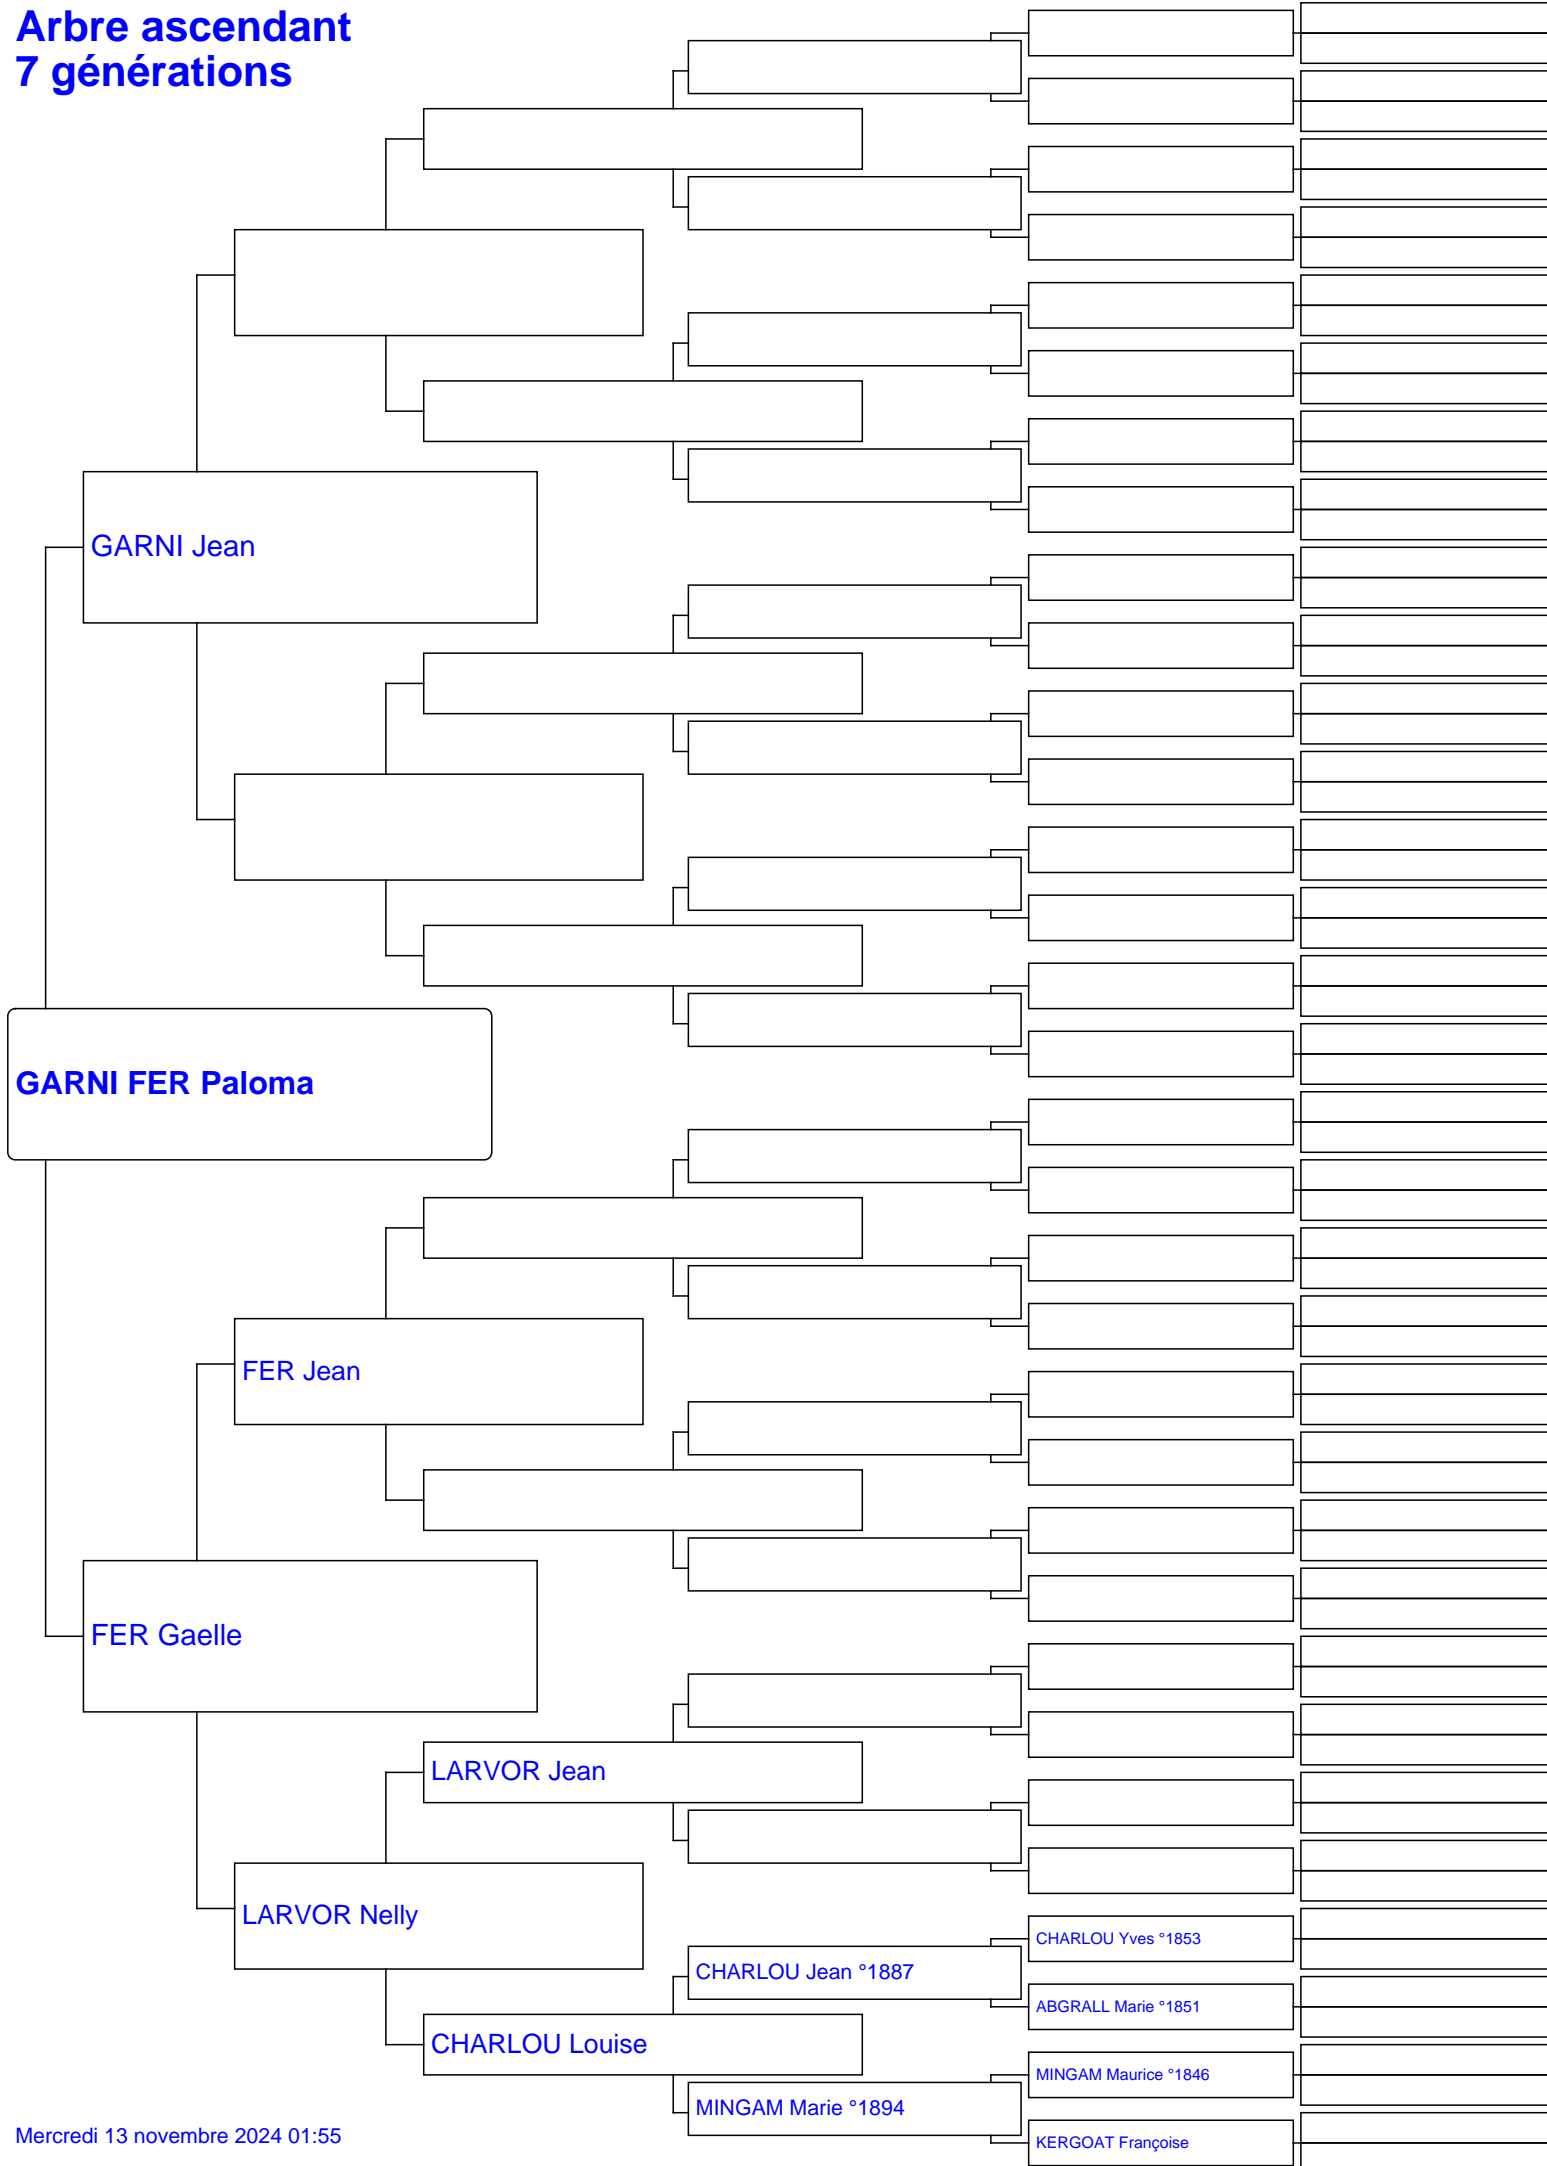 Arbre ascendant
7 générations
GARNI Jean
GARNI FER Paloma
FER Jean
FER Gaelle
LARVOR Jean
LARVOR Nelly
CHARLOU Yves °1853
CHARLOU Jean °1887
ABGRALL Marie °1851
CHARLOU Louise
MINGAM Maurice °1846
MINGAM Marie °1894
KERGOAT Françoise
Mercredi 13 novembre 2024 01:55